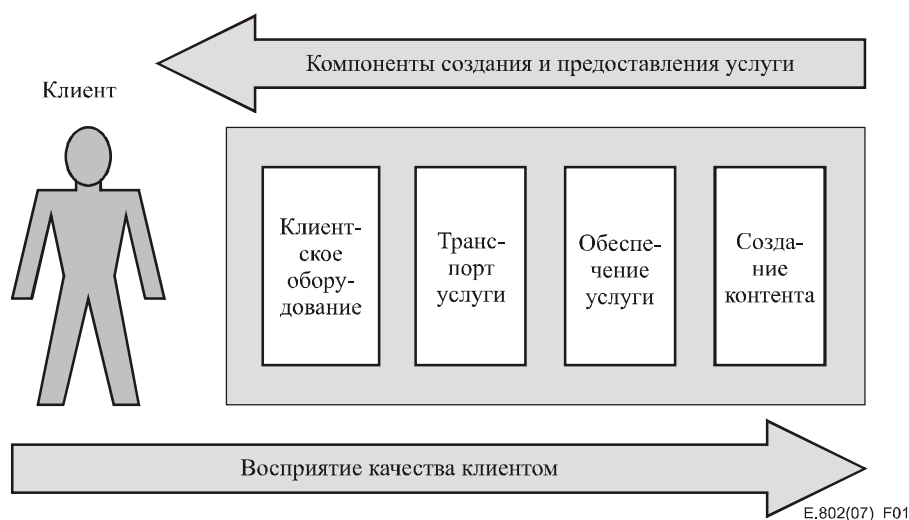 Компоненты создания и предоставления услуги
Клиент
Клиент-
ское
обору-
дование
Транс-
порт
услуги
Обеспе-
чение
услуги
Созда-
ние
контента
Восприятие качества клиентом
E.802(07)_F01